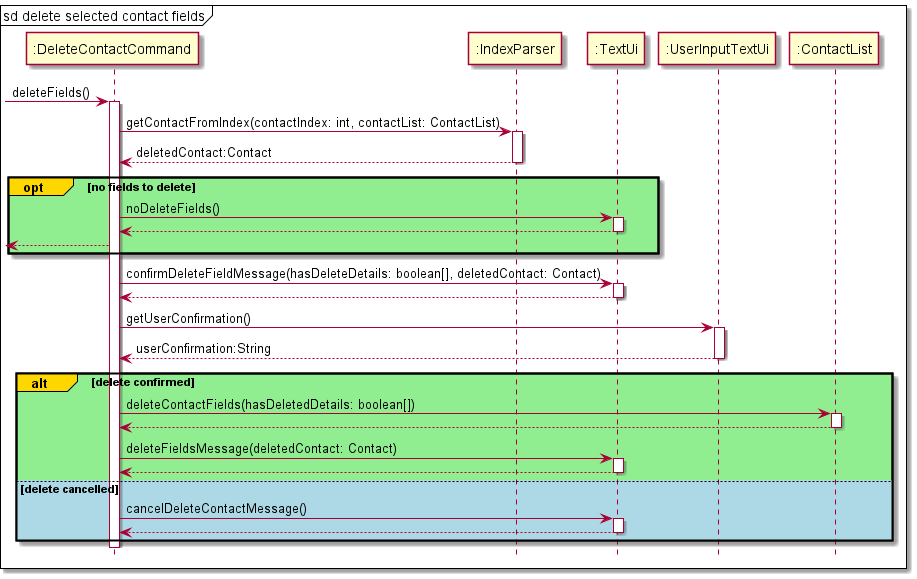 sd delete selected contact fields
:DeleteContactCommand
:IndexParser
:TextUi
:UserInputTextUi
:ContactList
deleteFields()
getContactFromIndex(contactIndex: int, contactList: ContactList)
deletedContact:Contact
opt
[no fields to delete]
noDeleteFields()
confirmDeleteFieldMessage(hasDeleteDetails: boolean[], deletedContact: Contact)
getUserConfirmation()
userConfirmation:String
alt
[delete confirmed]
deleteContactFields(hasDeletedDetails: boolean[])
deleteFieldsMessage(deletedContact: Contact)
[delete cancelled]
cancelDeleteContactMessage()